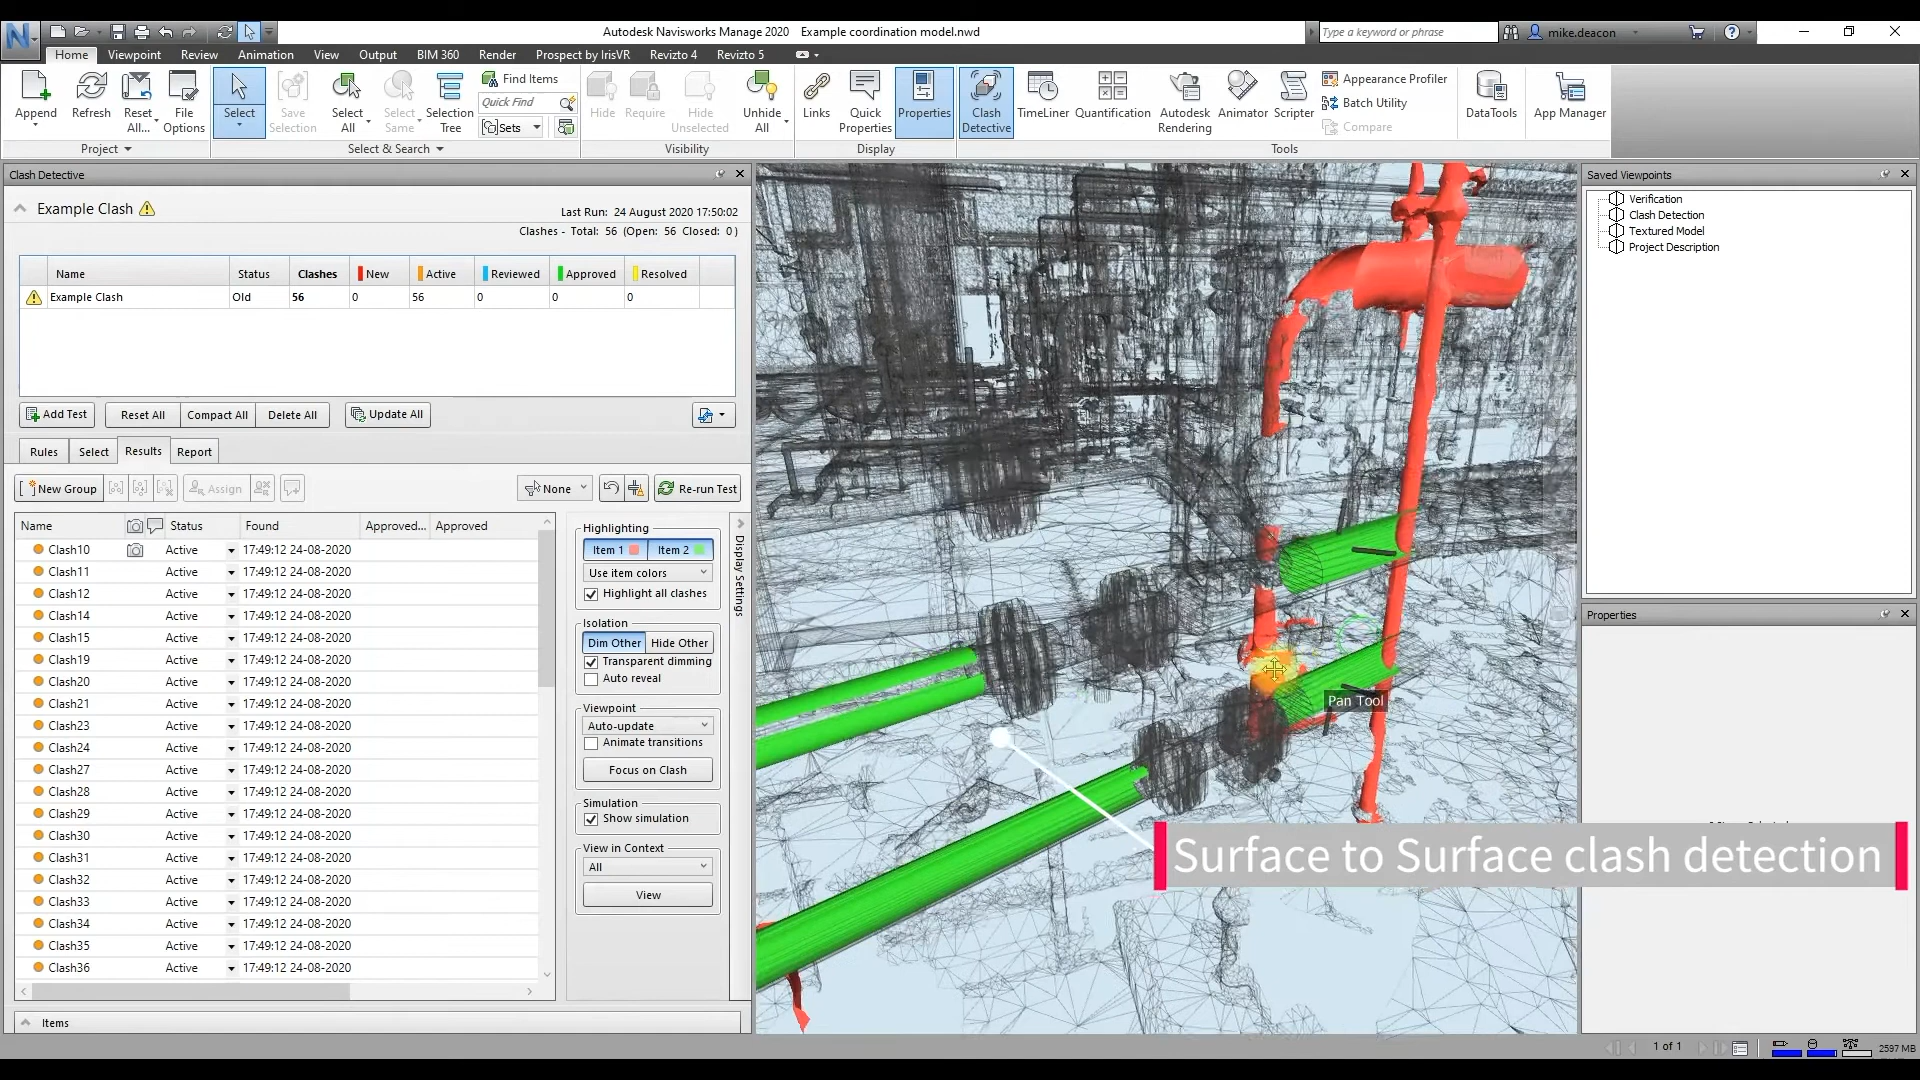 Autodesk Navisworks Manage 2020 Example coordination model.nwd
Type a keyword or phrase
mike.deacon
Home Viewpoint Review Animation View Output BIM 360 Render Prospect by IrisVR Revizto 4 Revizto 5
Append
Refresh
Reset All...
File Options
Project
Select
Save Selection
Select All
Select Same
Selection Tree
Find Items
Quick Find
Sets
Select & Search
Hide
Require
Hide Unselected
Unhide All
Visibility
Links
Quick Properties
Properties
Display
Clash Detective
TimeLiner
Quantification
Autodesk Rendering
Animator
Scripter
Appearance Profiler
Batch Utility
Compare
Tools
DataTools
App Manager
Clash Detective
Example Clash
Last Run: 24 August 2020 17:50:02
Clashes - Total: 56 (Open: 56 Closed: 0 )
Name Status Clashes New Active Reviewed Approved Resolved
Example Clash Old 56 0 56 0 0 0
Add Test Reset All Compact All Delete All Update All
Rules Select Results Report
New Group Assign None Re-run Test
Name Status Found Approved... Approved
Clash10 Active 17:49:12 24-08-2020
Clash11 Active 17:49:12 24-08-2020
Clash12 Active 17:49:12 24-08-2020
Clash14 Active 17:49:12 24-08-2020
Clash15 Active 17:49:12 24-08-2020
Clash19 Active 17:49:12 24-08-2020
Clash20 Active 17:49:12 24-08-2020
Clash21 Active 17:49:12 24-08-2020
Clash23 Active 17:49:12 24-08-2020
Clash24 Active 17:49:12 24-08-2020
Clash27 Active 17:49:12 24-08-2020
Clash28 Active 17:49:12 24-08-2020
Clash29 Active 17:49:12 24-08-2020
Clash30 Active 17:49:12 24-08-2020
Clash31 Active 17:49:12 24-08-2020
Clash32 Active 17:49:12 24-08-2020
Clash33 Active 17:49:12 24-08-2020
Clash34 Active 17:49:12 24-08-2020
Clash35 Active 17:49:12 24-08-2020
Clash36 Active 17:49:12 24-08-2020
Highlighting
Item 1 Item 2
Use item colors
Highlight all clashes
Isolation
Dim Other Hide Other
Transparent dimming
Auto reveal
Viewpoint
Auto-update
Animate transitions
Focus on Clash
Simulation
Show simulation
View in Context
All
View
Display Settings
Items
Pan Tool
Surface to Surface clash detection
Saved Viewpoints
Verification
Clash Detection
Textured Model
Project Description
Properties
1 of 1
2597 MB